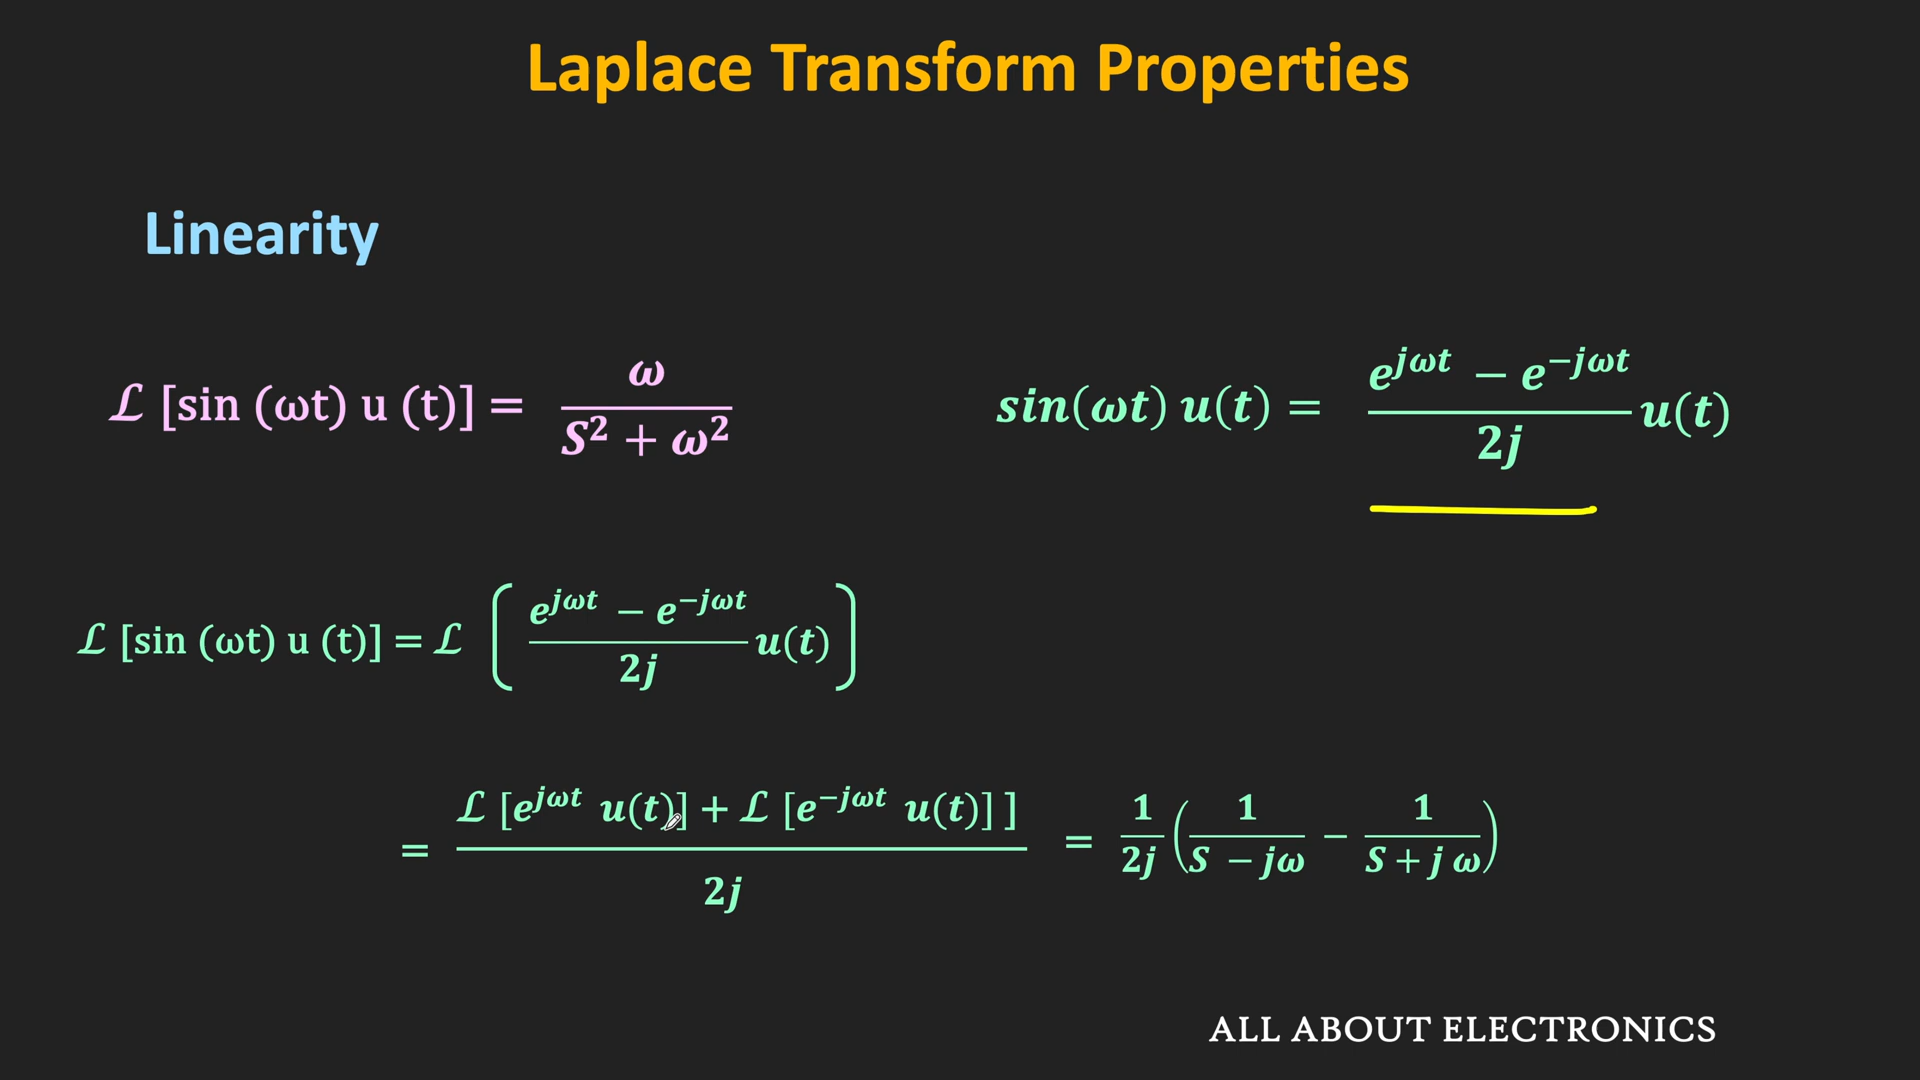 Laplace Transform Properties
Linearity
ℒ [sin (ωt) u (t)] = ω / (S² + ω²)
sin(ωt) u(t) = (e^{jωt} − e^{−jωt}) / 2j u(t)
ℒ [sin (ωt) u (t)] = ℒ [ (e^{jωt} − e^{−jωt}) / 2j u(t) ]
= (ℒ [e^{jωt} u(t)] + ℒ [e^{−jωt} u(t)] ]) / 2j = 1/2j ( 1/(S − jω) − 1/(S + j ω) )
ALL ABOUT ELECTRONICS